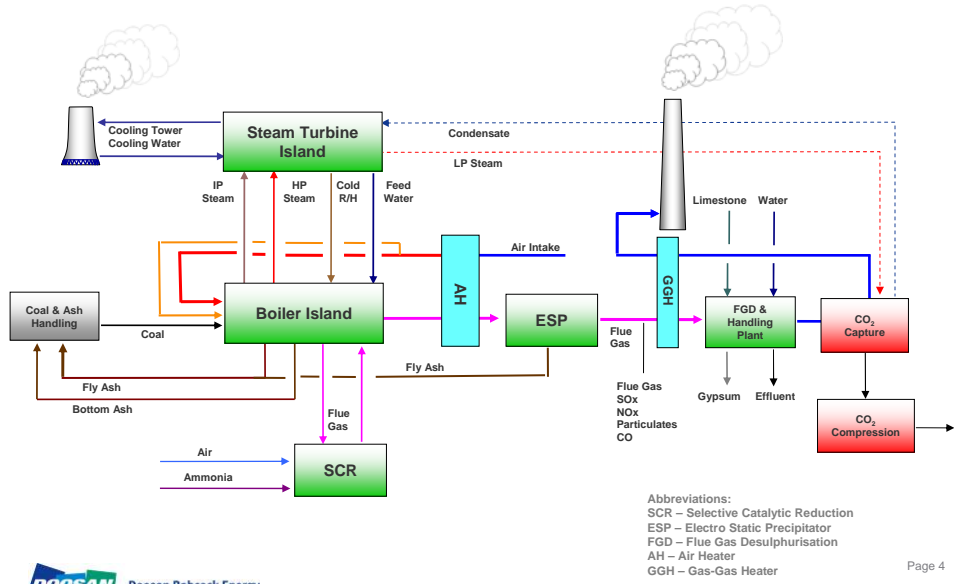 Cooling Tower
Cooling Water
Steam Turbine
Island
Condensate
LP Steam
IP
Steam
HP
Steam
Cold
R/H
Feed
Water
Limestone
Water
Air Intake
AH
GGH
Coal & Ash
Handling
Coal
Boiler Island
ESP
Flue
Gas
FGD &
Handling
Plant
CO2
Capture
Fly Ash
Fly Ash
Bottom Ash
Flue
Gas
Flue Gas
SOx
NOx
Particulates
CO
Gypsum
Effluent
CO2
Compression
Air
Ammonia
SCR
Abbreviations:
SCR – Selective Catalytic Reduction
ESP – Electro Static Precipitator
FGD – Flue Gas Desulphurisation
AH – Air Heater
GGH – Gas-Gas Heater
Page 4
DOOSAN
Doosan Babcock Energy